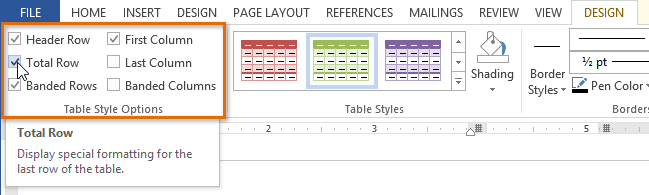 FILE HOME INSERT DESIGN PAGE LAYOUT REFERENCES MAILINGS REVIEW VIEW DESIGN
Header Row First Column
Total Row Last Column
Banded Rows Banded Columns
Table Style Options
Table Styles
Shading
Border
Styles
½ pt
Pen Color
Borders
Total Row
Display special formatting for the
last row of the table.
2 3 4 5